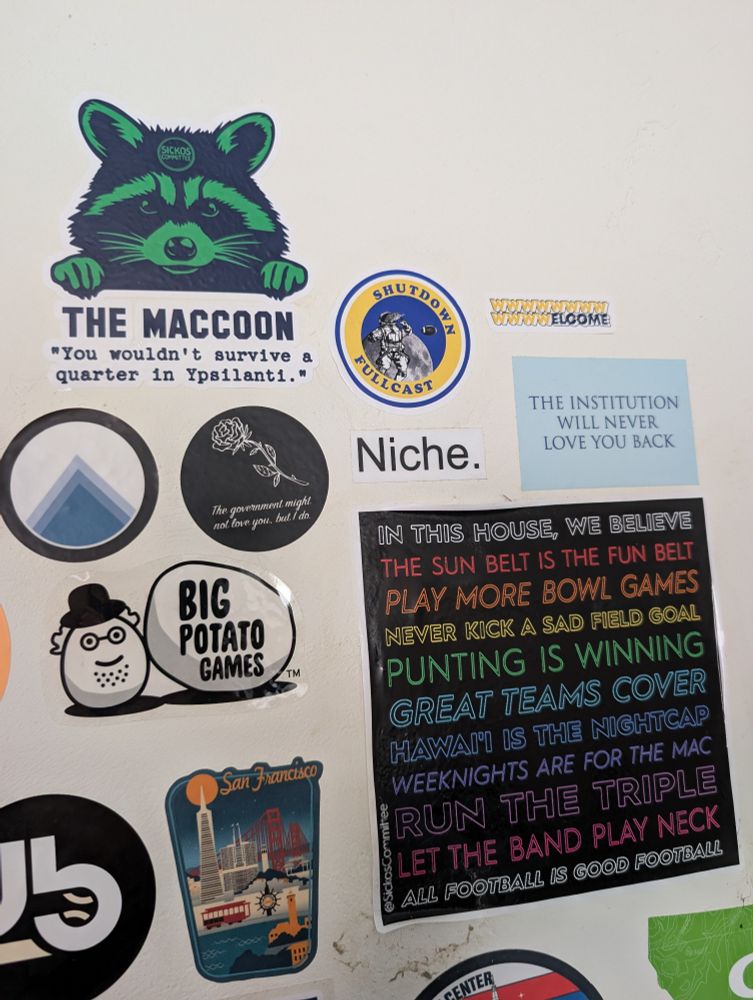 SICKOS
COMMITTEE
THE MACCOON
"You wouldn't survive a
quarter in Ypsilanti."
SHUTDOWN
FULLCAST
WWWWWWWW
WWWWELCOME
THE INSTITUTION
WILL NEVER
LOVE YOU BACK
Niche.
The government might
not love you, but I do.
IN THIS HOUSE, WE BELIEVE
THE SUN BELT IS THE FUN BELT
PLAY MORE BOWL GAMES
NEVER KICK A SAD FIELD GOAL
PUNTING IS WINNING
GREAT TEAMS COVER
HAWAI'I IS THE NIGHTCAP
WEEKNIGHTS ARE FOR THE MAC
RUN THE TRIPLE
LET THE BAND PLAY NECK
ALL FOOTBALL IS GOOD FOOTBALL
@SickosCommittee
BIG
POTATO
GAMES
TM
San Francisco
CENTER